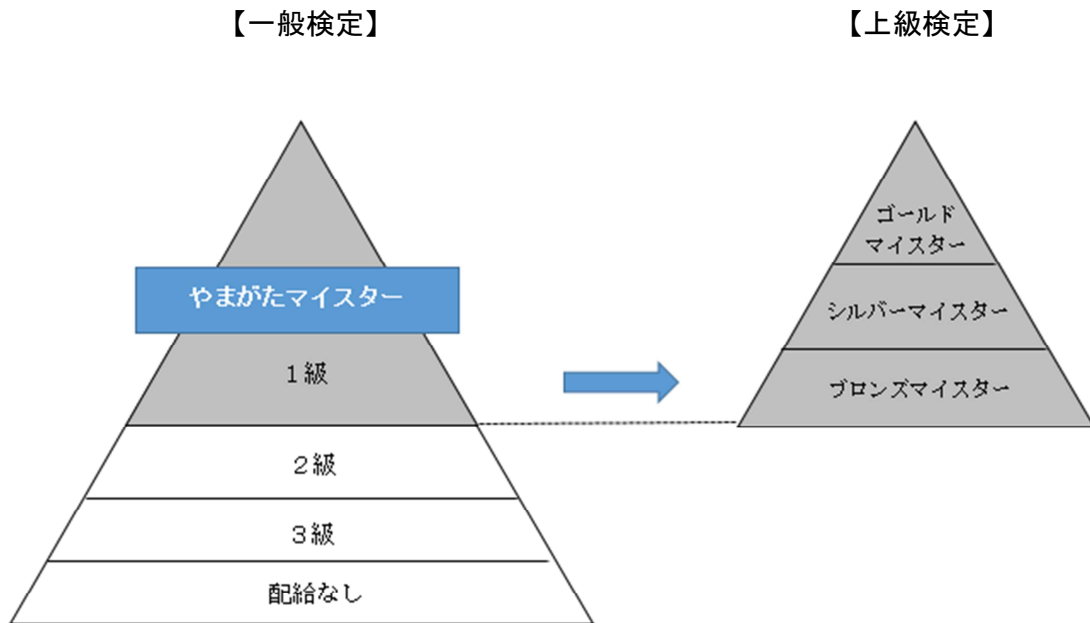 【一般検定】
【上級検定】
やまがたマイスター
1級
2級
3級
配給なし
ゴールド
マイスター
シルバーマイスター
ブロンズマイスター